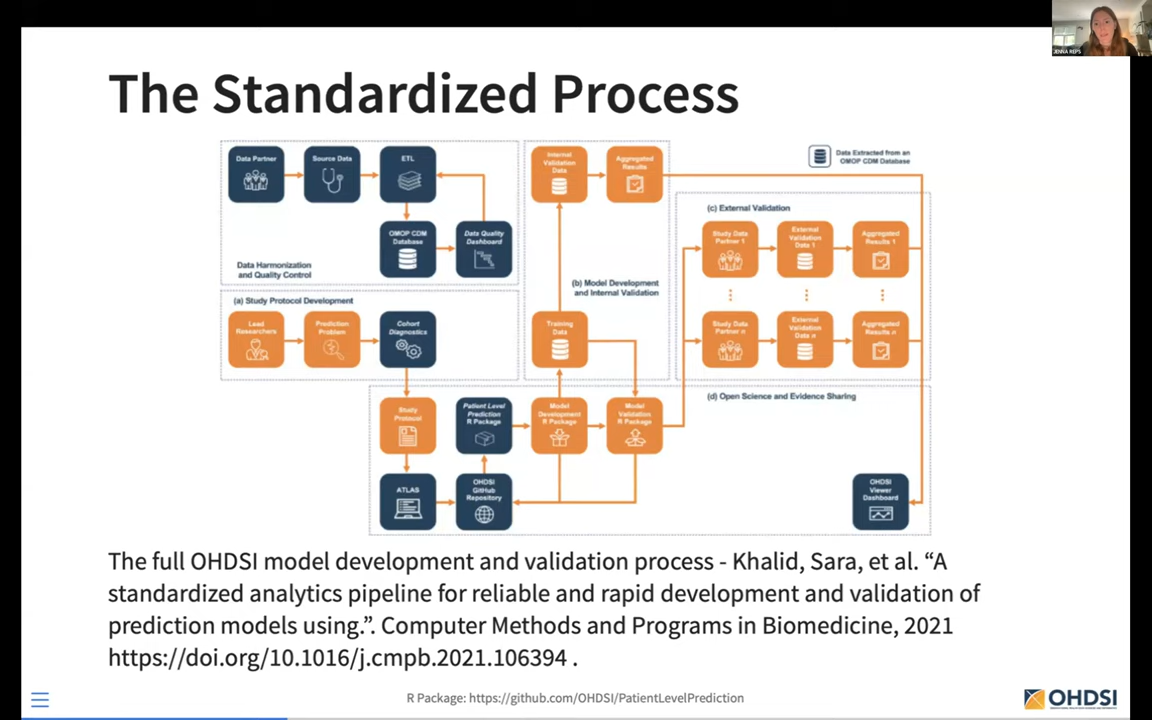 JENNA REPS
The Standardized Process
Data Partner
Source Data
ETL
OMOP CDM
Database
Data Quality
Dashboard
Data Harmonization
and Quality Control
(a) Study Protocol Development
Lead
Researchers
Prediction
Problem
Cohort
Diagnostics
Internal
Validation
Data
Aggregated
Results
(b) Model Development
and Internal Validation
Training
Data
Data Extracted from an
OMOP CDM Database
(c) External Validation
Study Data
Partner 1
External
Validation
Data 1
Aggregated
Results 1
Study Data
Partner n
External
Validation
Data n
Aggregated
Results n
(d) Open Science and Evidence Sharing
Study
Protocol
Patient Level
Prediction
R Package
Model
Development
R Package
Model
Validation
R Package
ATLAS
OHDSI
GitHub
Repository
OHDSI
Viewer
Dashboard
The full OHDSI model development and validation process - Khalid, Sara, et al. “A
standardized analytics pipeline for reliable and rapid development and validation of
prediction models using.”. Computer Methods and Programs in Biomedicine, 2021
https://doi.org/10.1016/j.cmpb.2021.106394 .
R Package: https://github.com/OHDSI/PatientLevelPrediction
OHDSI